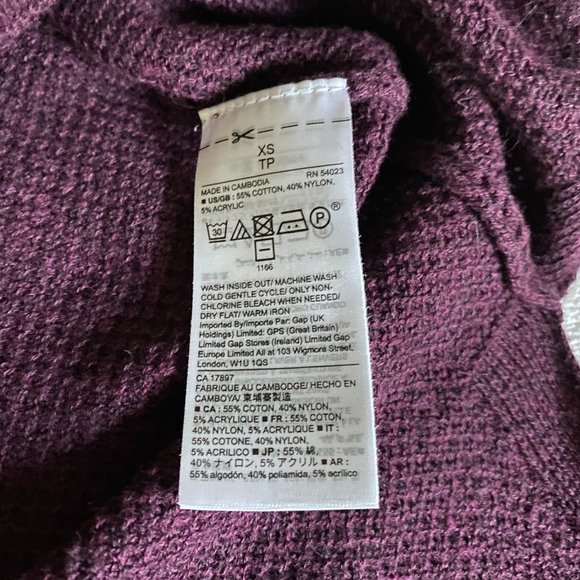 XS
TP
RN 54023
MADE IN CAMBODIA
■ US/GB : 55% COTTON, 40% NYLON,
5% ACRYLIC
30 P ®
1166
WASH INSIDE OUT/ MACHINE WASH
COLD GENTLE CYCLE/ ONLY NON-
CHLORINE BLEACH WHEN NEEDED/
DRY FLAT/ WARM IRON
Imported By/Importe Par: Gap (UK
Holdings) Limited: GPS (Great Britain)
Limited Gap Stores (Ireland) Limited Gap
Europe Limited All at 103 Wigmore Street,
London, W1U 1QS
CA 17897
FABRIQUE AU CAMBODGE/ HECHO EN
CAMBOYA/ 柬埔寨製造
■ CA : 55% COTON, 40% NYLON,
5% ACRYLIQUE ■ FR : 55% COTON,
40% NYLON, 5% ACRYLIQUE ■ IT :
55% COTONE, 40% NYLON,
5% ACRILICO ■ JP : 55% 綿,
40% ナイロン, 5% アクリル ■ AR :
55% algodón, 40% poliamida, 5% acrílico